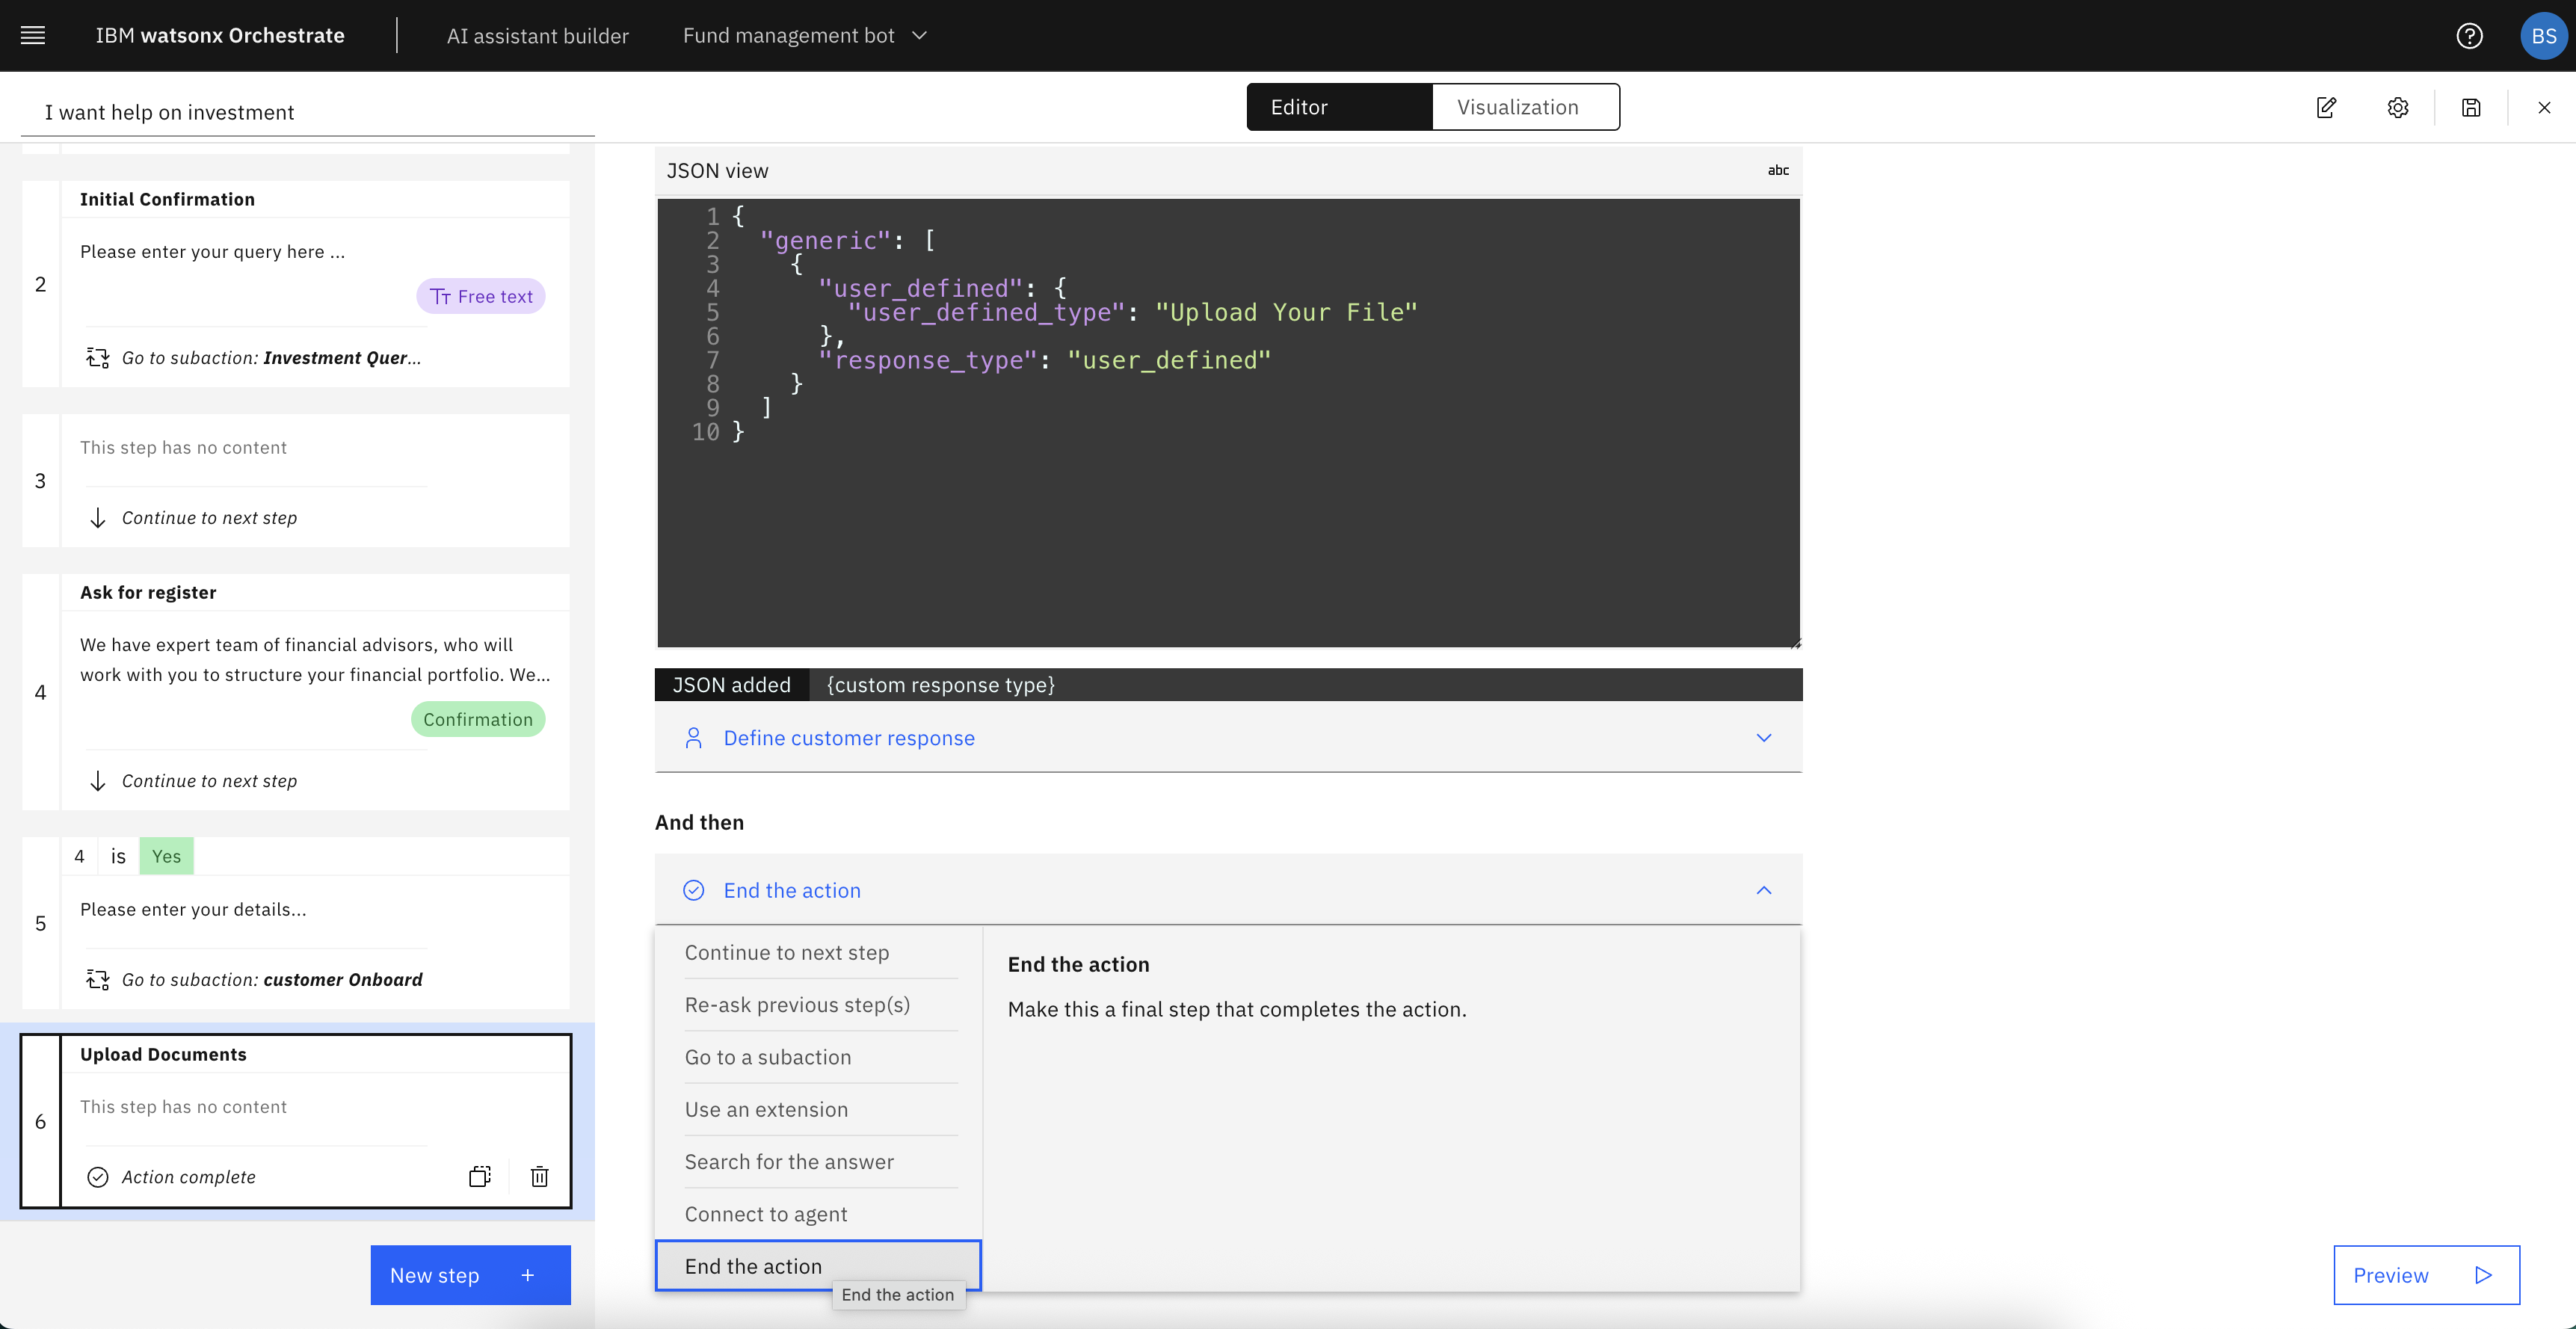 IBM watsonx Orchestrate
AI assistant builder
Fund management bot
BS
I want help on investment
Editor
Visualization
Initial Confirmation
2
Please enter your query here ...
Free text
Go to subaction: Investment Quer...
3
This step has no content
Continue to next step
Ask for register
4
We have expert team of financial advisors, who will
work with you to structure your financial portfolio. We...
Confirmation
Continue to next step
4 is Yes
5
Please enter your details...
Go to subaction: customer Onboard
Upload Documents
6
This step has no content
Action complete
New step +
JSON view
abc
1 {
2 "generic": [
3 {
4 "user_defined": {
5 "user_defined_type": "Upload Your File"
6 },
7 "response_type": "user_defined"
8 }
9 ]
10 }
JSON added {custom response type}
Define customer response
And then
End the action
Continue to next step
Re-ask previous step(s)
Go to a subaction
Use an extension
Search for the answer
Connect to agent
End the action
End the action
End the action
Make this a final step that completes the action.
Preview